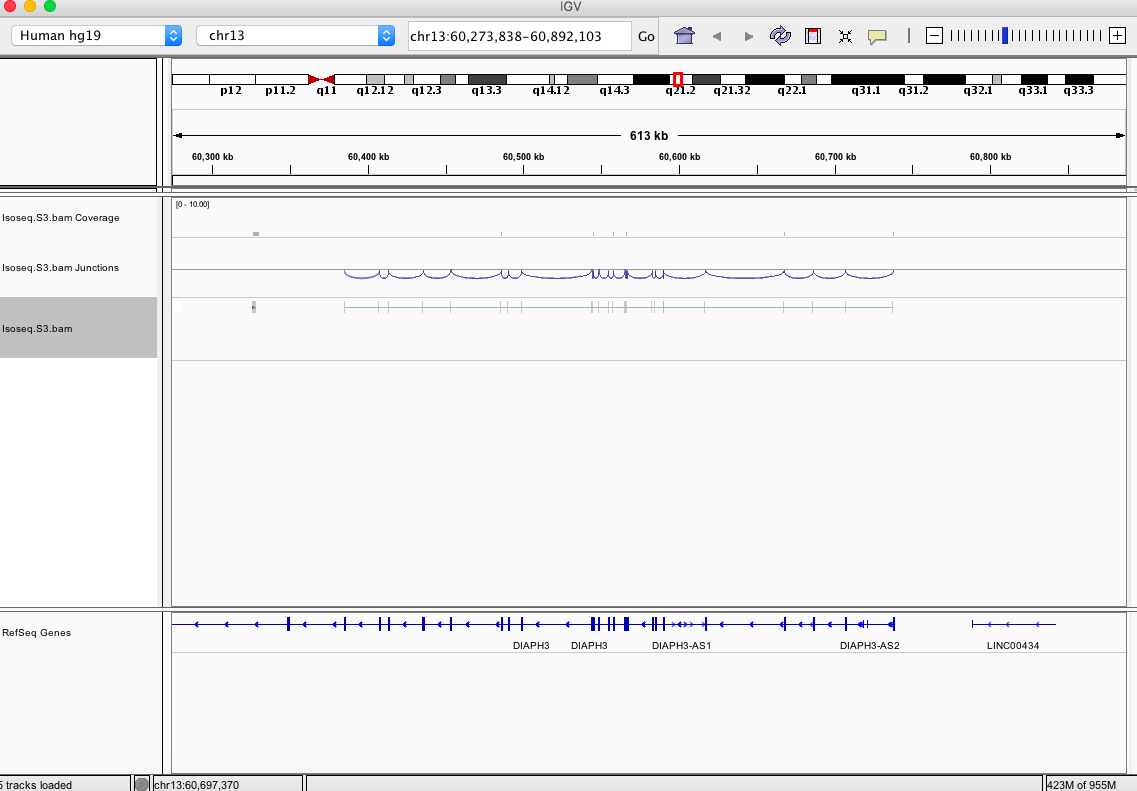 IGV
Human hg19 chr13 chr13:60,273,838-60,892,103 Go
p12 p11.2 q11 q12.12 q12.3 q13.3 q14.12 q14.3 q21.2 q21.32 q22.1 q31.1 q31.2 q32.1 q33.1 q33.3
613 kb
60,300 kb 60,400 kb 60,500 kb 60,600 kb 60,700 kb 60,800 kb
[0 - 10.00]
Isoseq.S3.bam Coverage
Isoseq.S3.bam Junctions
Isoseq.S3.bam
RefSeq Genes
DIAPH3 DIAPH3 DIAPH3-AS1 DIAPH3-AS2 LINC00434
5 tracks loaded chr13:60,697,370 423M of 955M